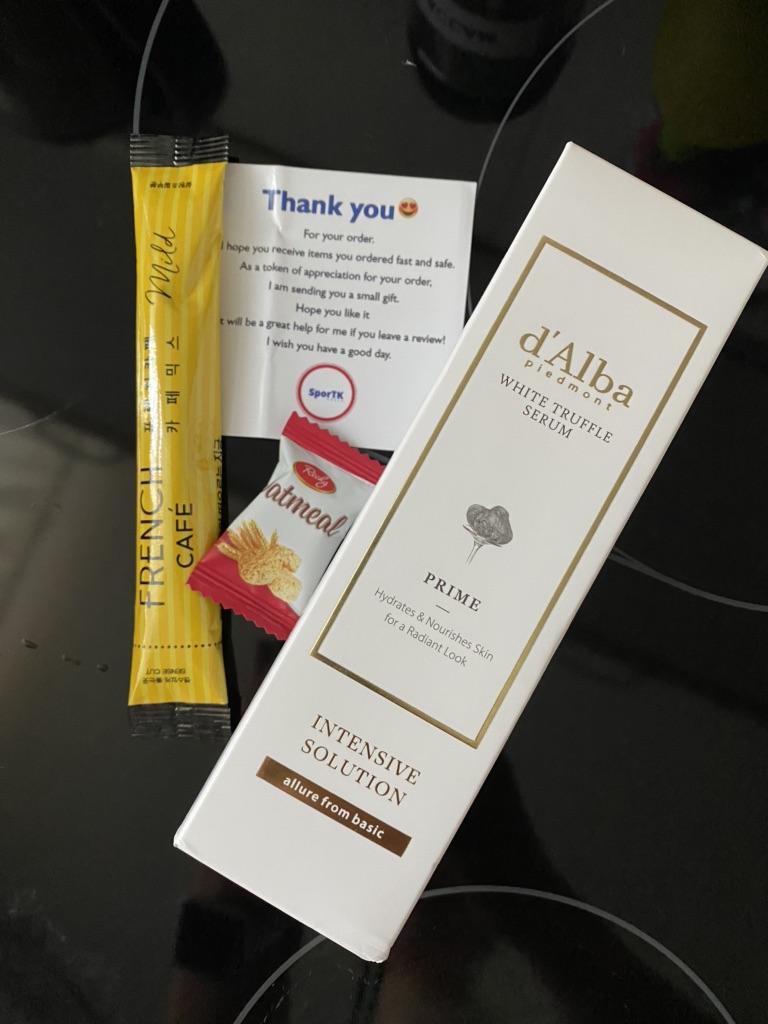 Mild
카페믹스
FRENCH
CAFÉ
SENSE CUT
Thank you
For your order.
I hope you receive items you ordered fast and safe.
As a token of appreciation for your order,
I am sending you a small gift.
Hope you like it
t will be a great help for me if you leave a review!
I wish you have a good day.
SporTK
atmeal
d'Alba
piedmont
WHITE TRUFFLE
SERUM
PRIME
Hydrates & Nourishes Skin
for a Radiant Look
INTENSIVE
SOLUTION
allure from basic